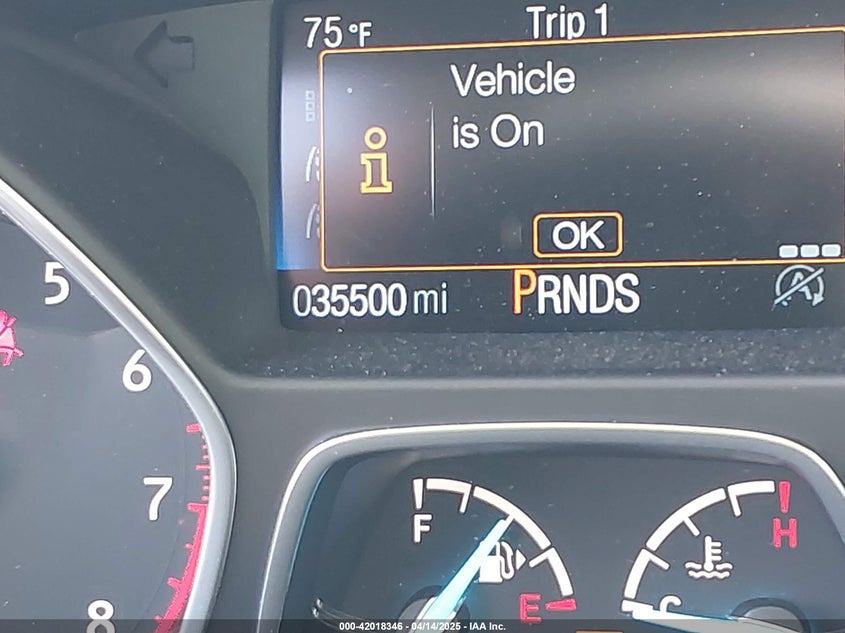 75°F
Trip 1
Vehicle
is On
i
OK
035500 mi
PRNDS
A
5
6
7
8
F
E
H
C
000-42018346 - 04/14/2025 - IAA Inc.